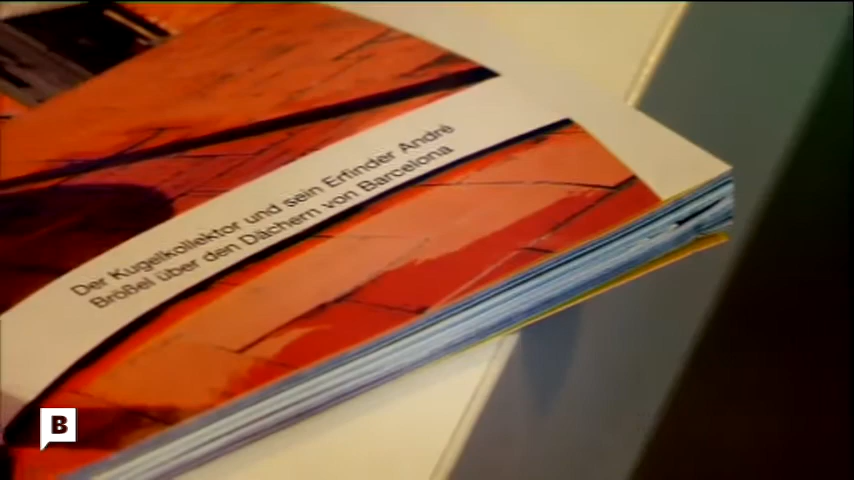 Der Kugelkollektor und sein Erfinder André
Brößel über den Dächern von Barcelona
B